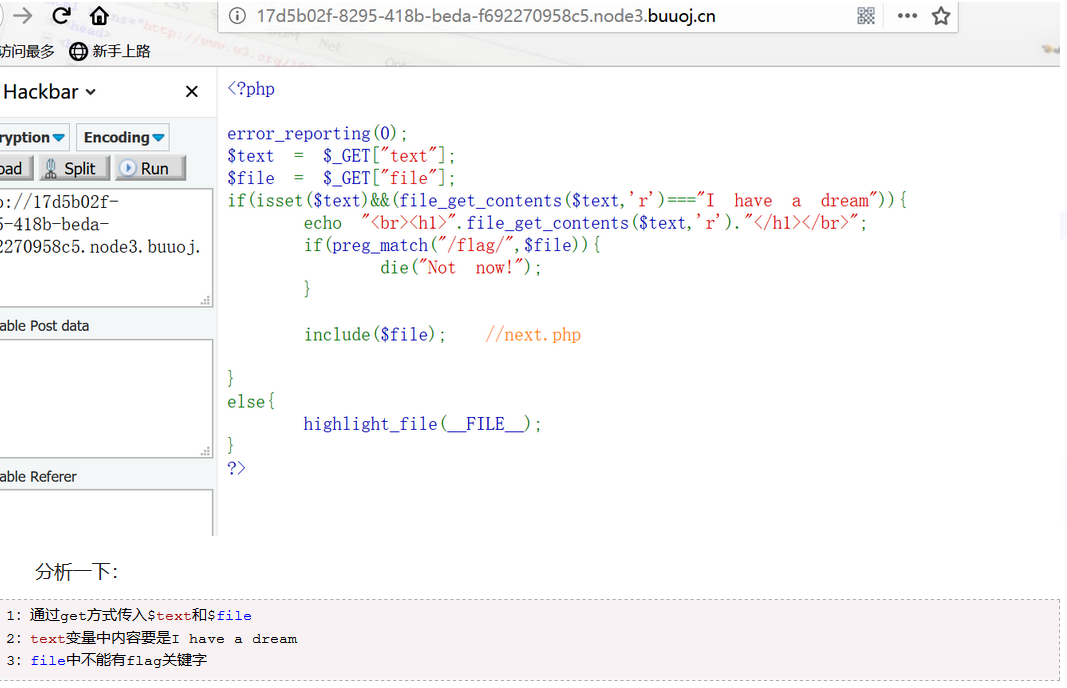 17d5b02f-8295-418b-beda-f692270958c5.node3.buuoj.cn
访问最多 新手上路
Hackbar
<?php
ryption Encoding
error_reporting(0);
$text = $_GET["text"];
oad Split Run
$file = $_GET["file"];
if(isset($text)&&(file_get_contents($text,'r')==="I have a dream")){
o://17d5b02f-
5-418b-beda-
2270958c5.node3.buuoj.
echo "<br><h1>".file_get_contents($text,'r')."</h1></br>";
if(preg_match("/flag/",$file)){
die("Not now!");
}
able Post data
include($file); //next.php
}
else{
highlight_file(__FILE__);
}
?>
able Referer
分析一下:
1: 通过get方式传入$text和$file
2: text变量中内容要是I have a dream
3: file中不能有flag关键字